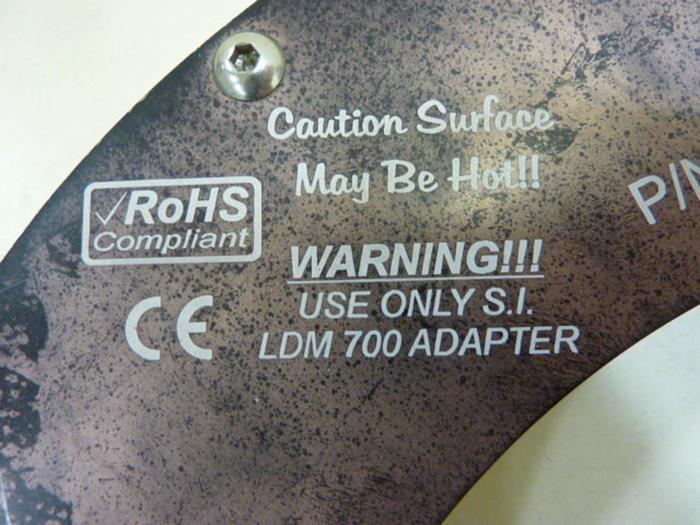 Caution Surface
May Be Hot!!
✓RoHS
Compliant
P/N
WARNING!!!
USE ONLY S.I.
LDM 700 ADAPTER
CE